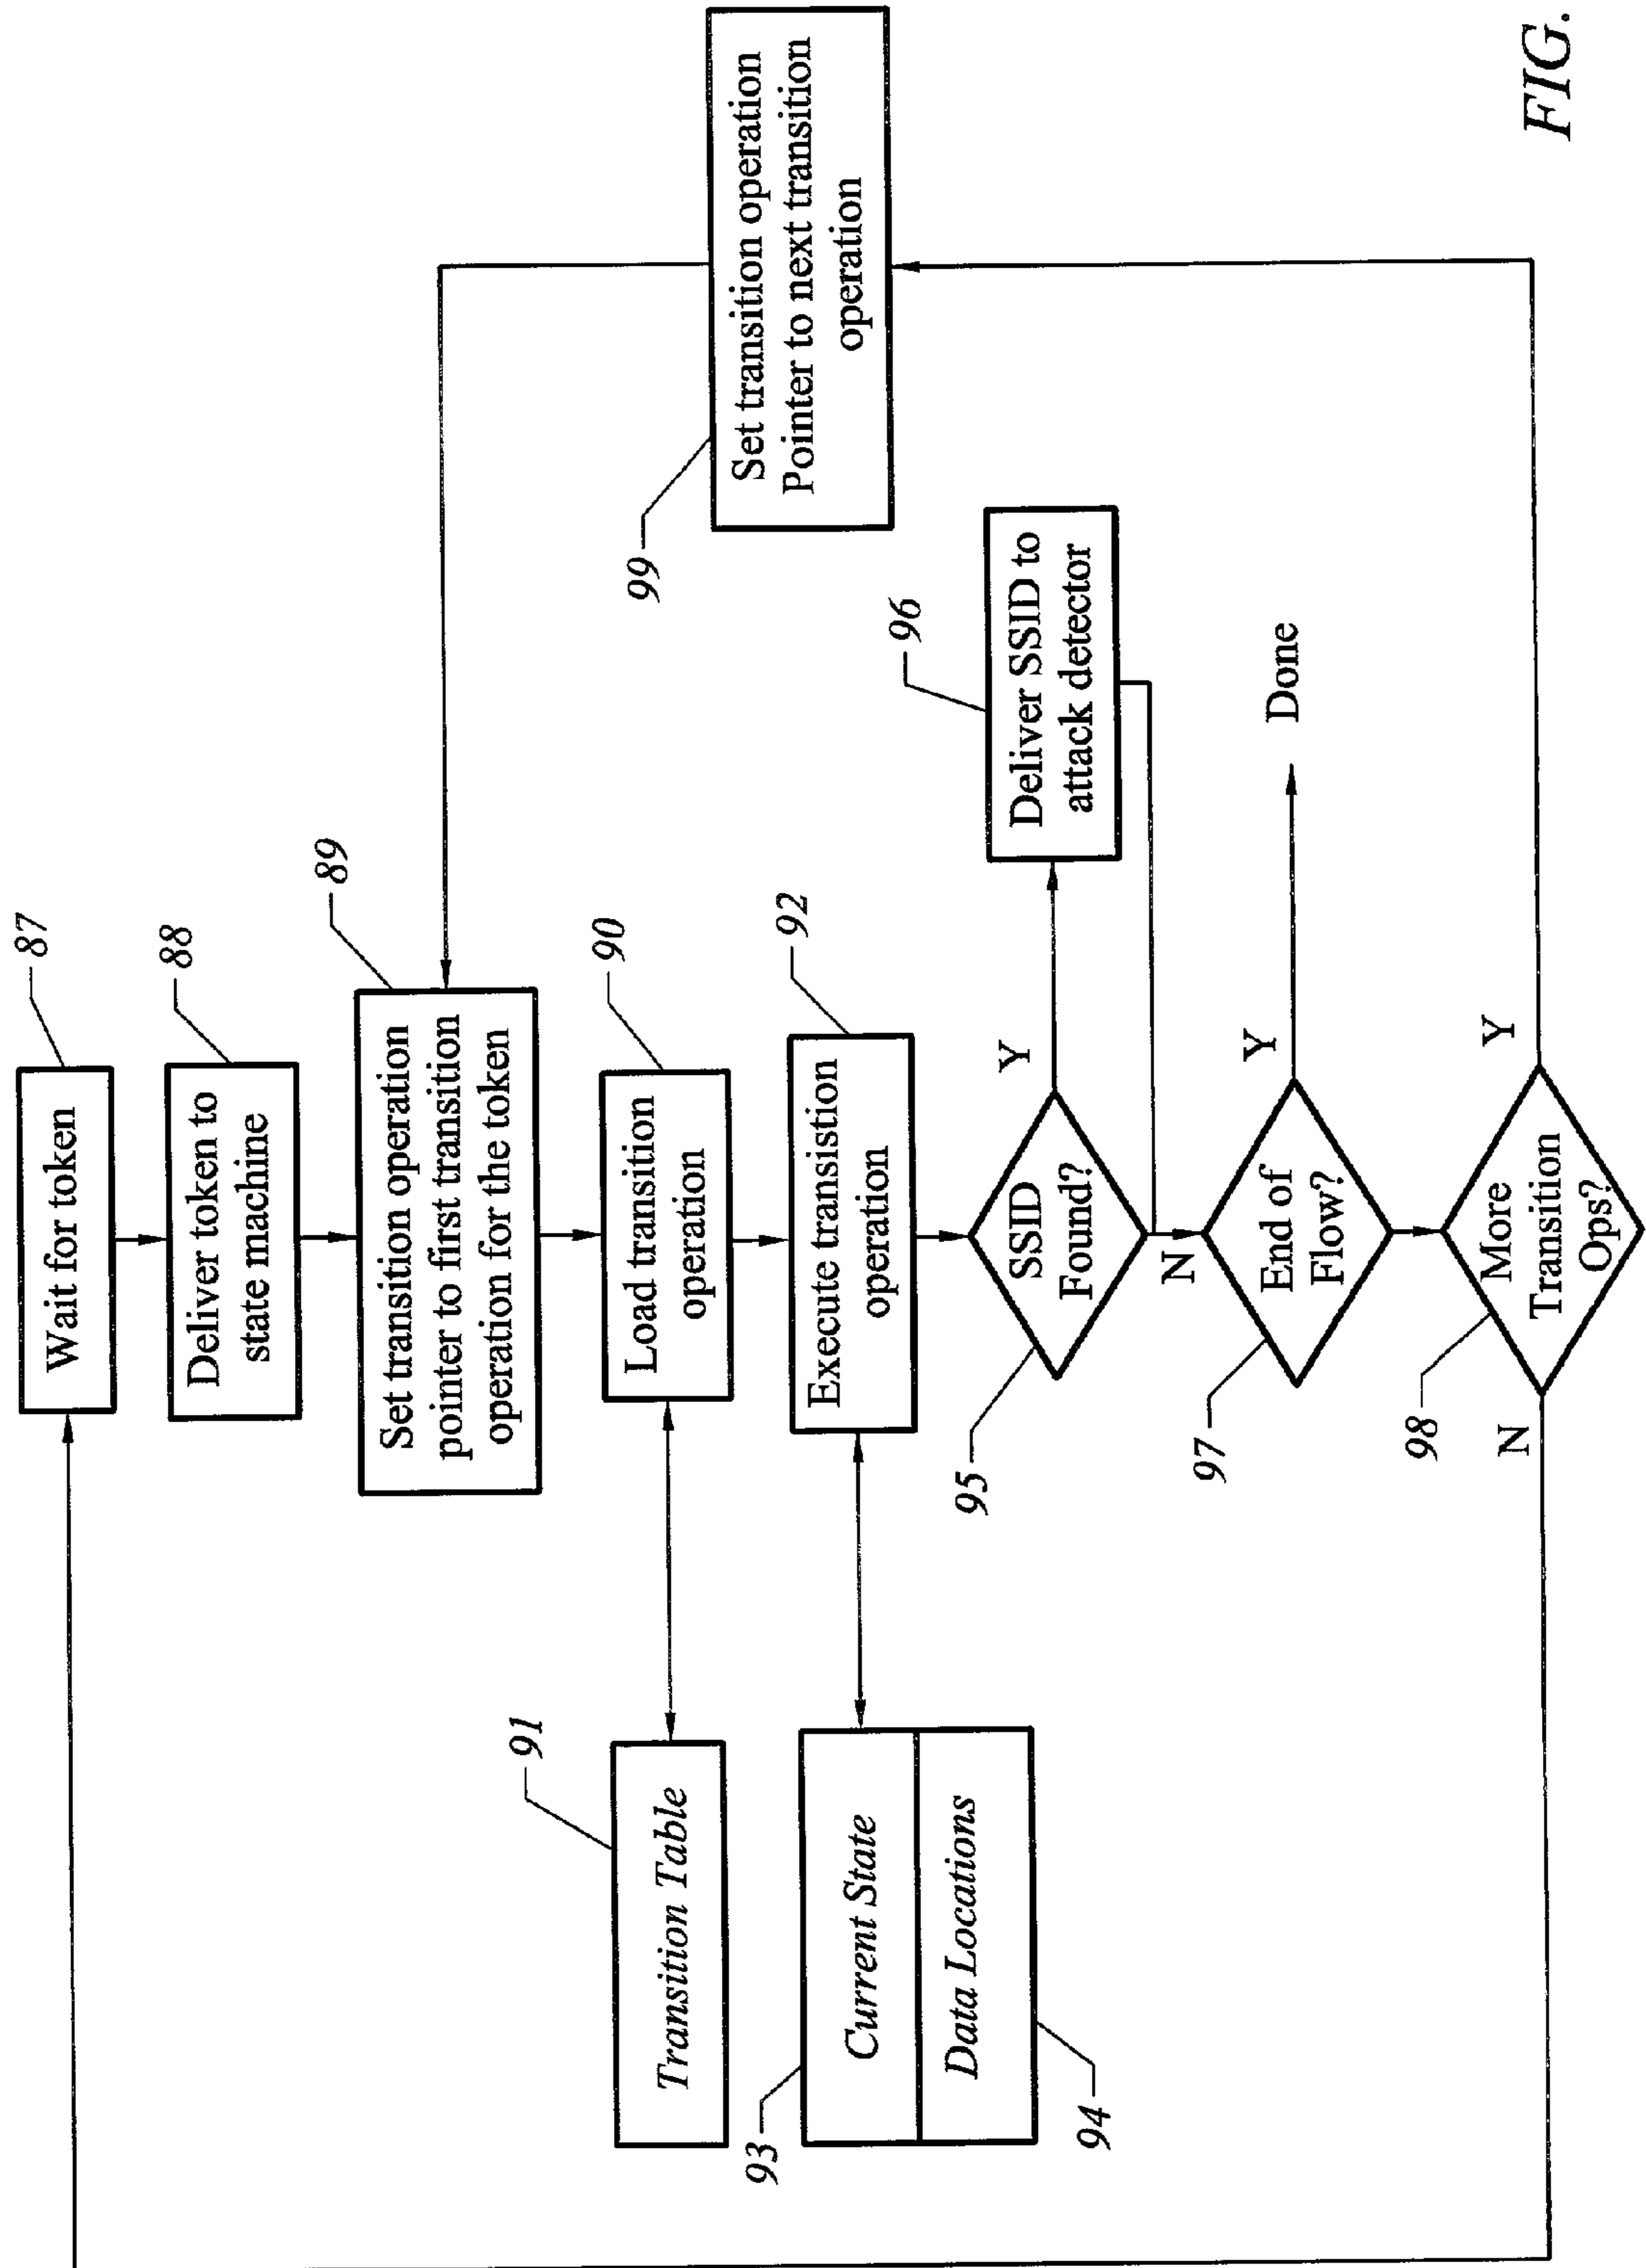 87
Wait for token
88
Deliver token to
state machine
89
Set transition operation
pointer to first transition
operation for the token
99
Set transition operation
Pointer to next transition
operation
90
Load transition
operation
91
Transition Table
92
Execute transistion
operation
93
Current State
Data Locations
94
95
SSID
Found?
Y
N
96
Deliver SSID to
attack detector
97
End of
Flow?
Y
Done
98
More
Transition
Ops?
N
Y
FIG.